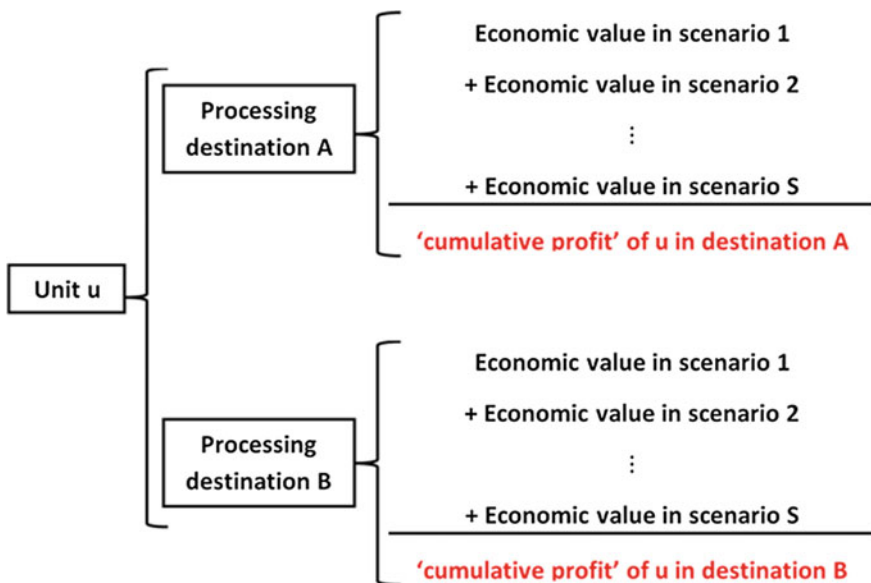 Unit u
Processing
destination A
Economic value in scenario 1
+ Economic value in scenario 2
⋮
+ Economic value in scenario S
‘cumulative profit’ of u in destination A
Processing
destination B
Economic value in scenario 1
+ Economic value in scenario 2
⋮
+ Economic value in scenario S
‘cumulative profit’ of u in destination B